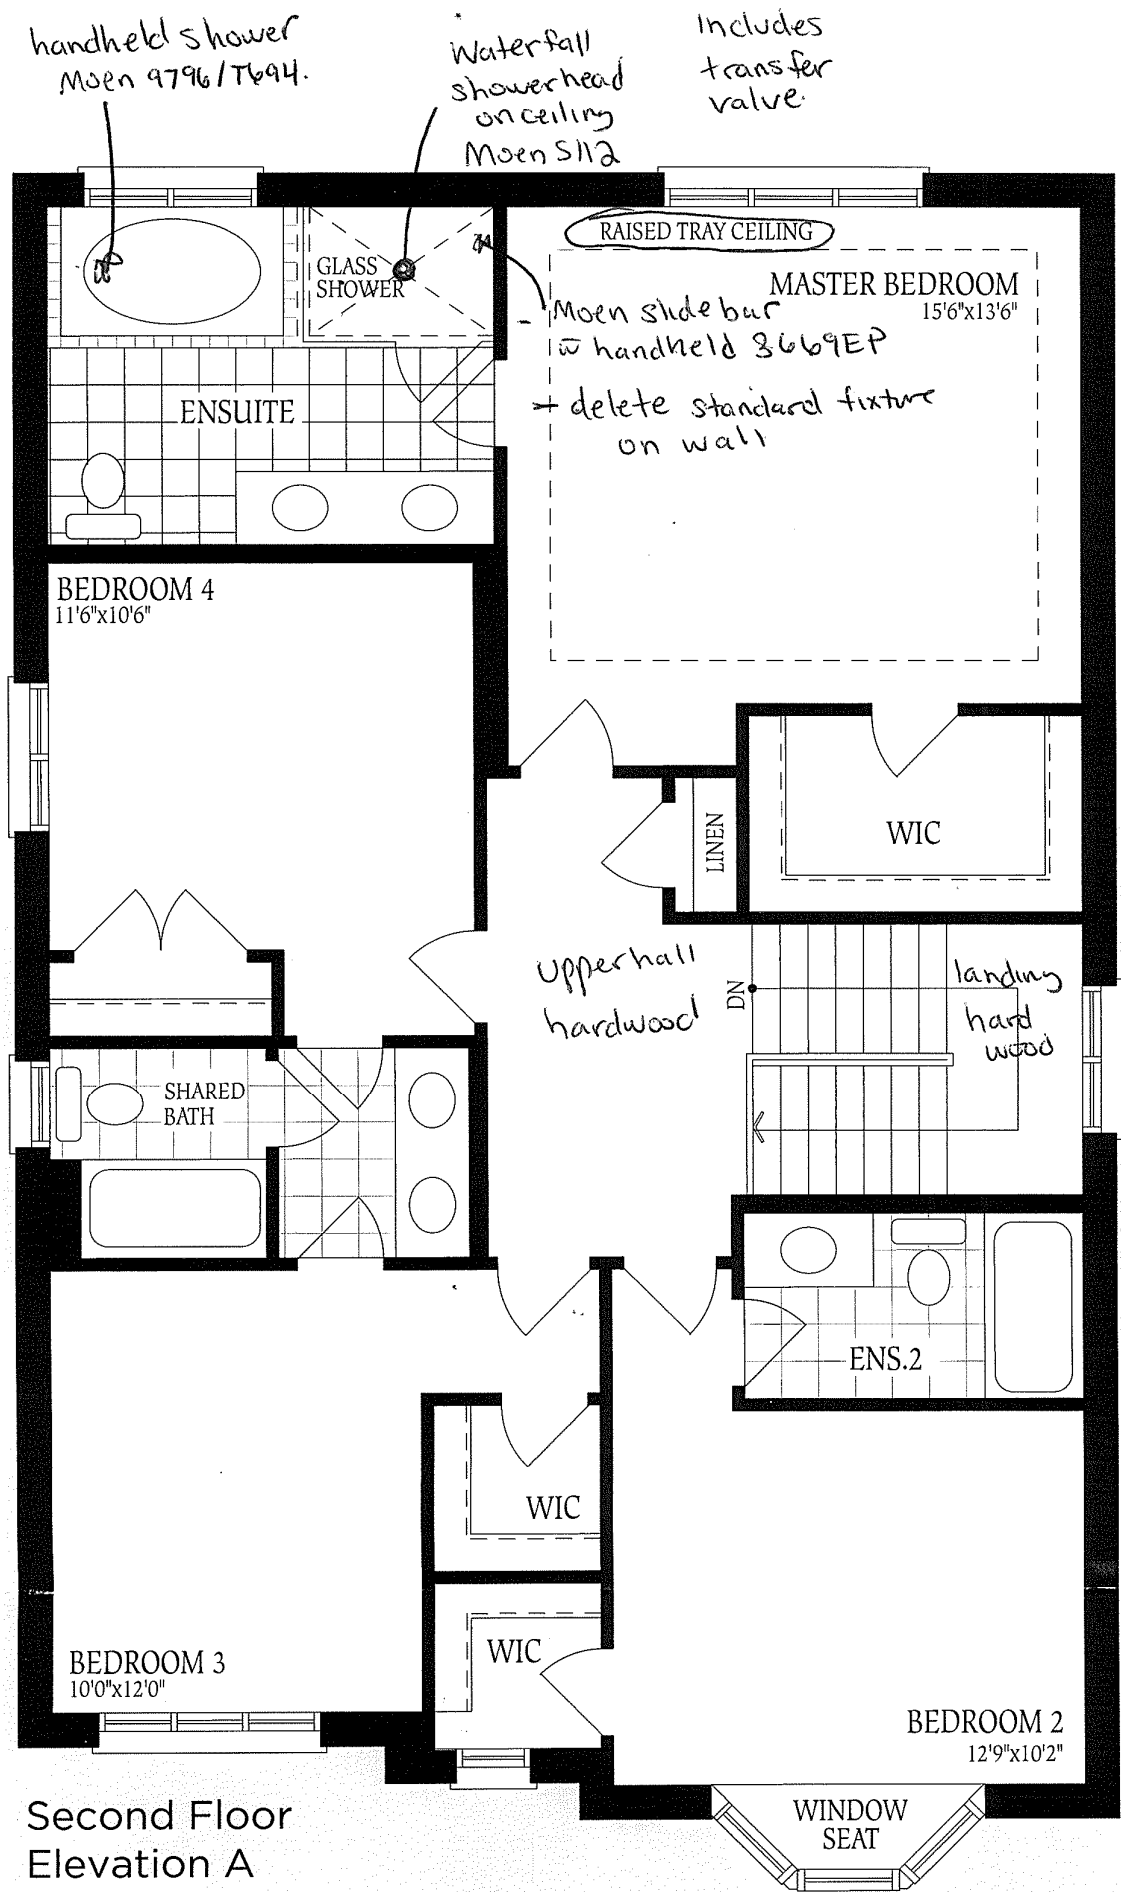 handheld shower
Moen 9796/T694.
Waterfall
showerhead
on ceiling
Moen S112
Includes
transfer
valve.
RAISED TRAY CEILING
GLASS
SHOWER
MASTER BEDROOM
15'6"x13'6"
- Moen slide bar
w̄ handheld 3669EP
- delete standard fixture
on wall
ENSUITE
BEDROOM 4
11'6"x10'6"
LINEN
WIC
upper hall
hardwood
DN
landing
hard
wood
SHARED
BATH
ENS.2
WIC
WIC
BEDROOM 3
10'0"x12'0"
BEDROOM 2
12'9"x10'2"
WINDOW
SEAT
Second Floor
Elevation A